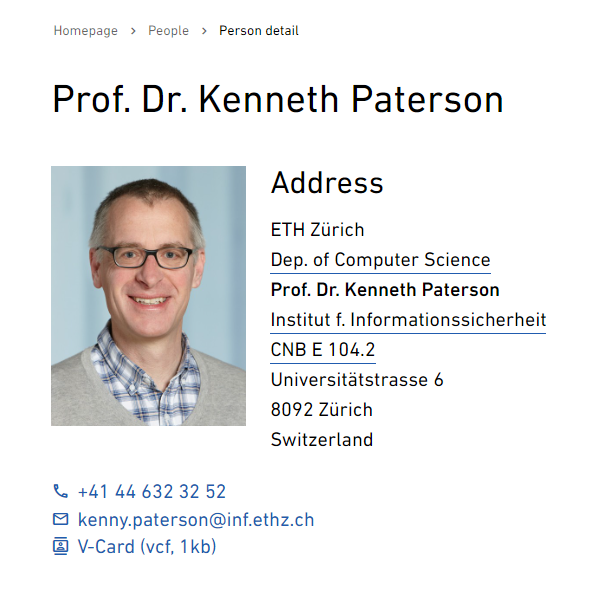 Homepage > People > Person detail
Prof. Dr. Kenneth Paterson
Address
ETH Zürich
Dep. of Computer Science
Prof. Dr. Kenneth Paterson
Institut f. Informationssicherheit
CNB E 104.2
Universitätstrasse 6
8092 Zürich
Switzerland
+41 44 632 32 52
kenny.paterson@inf.ethz.ch
V-Card (vcf, 1kb)